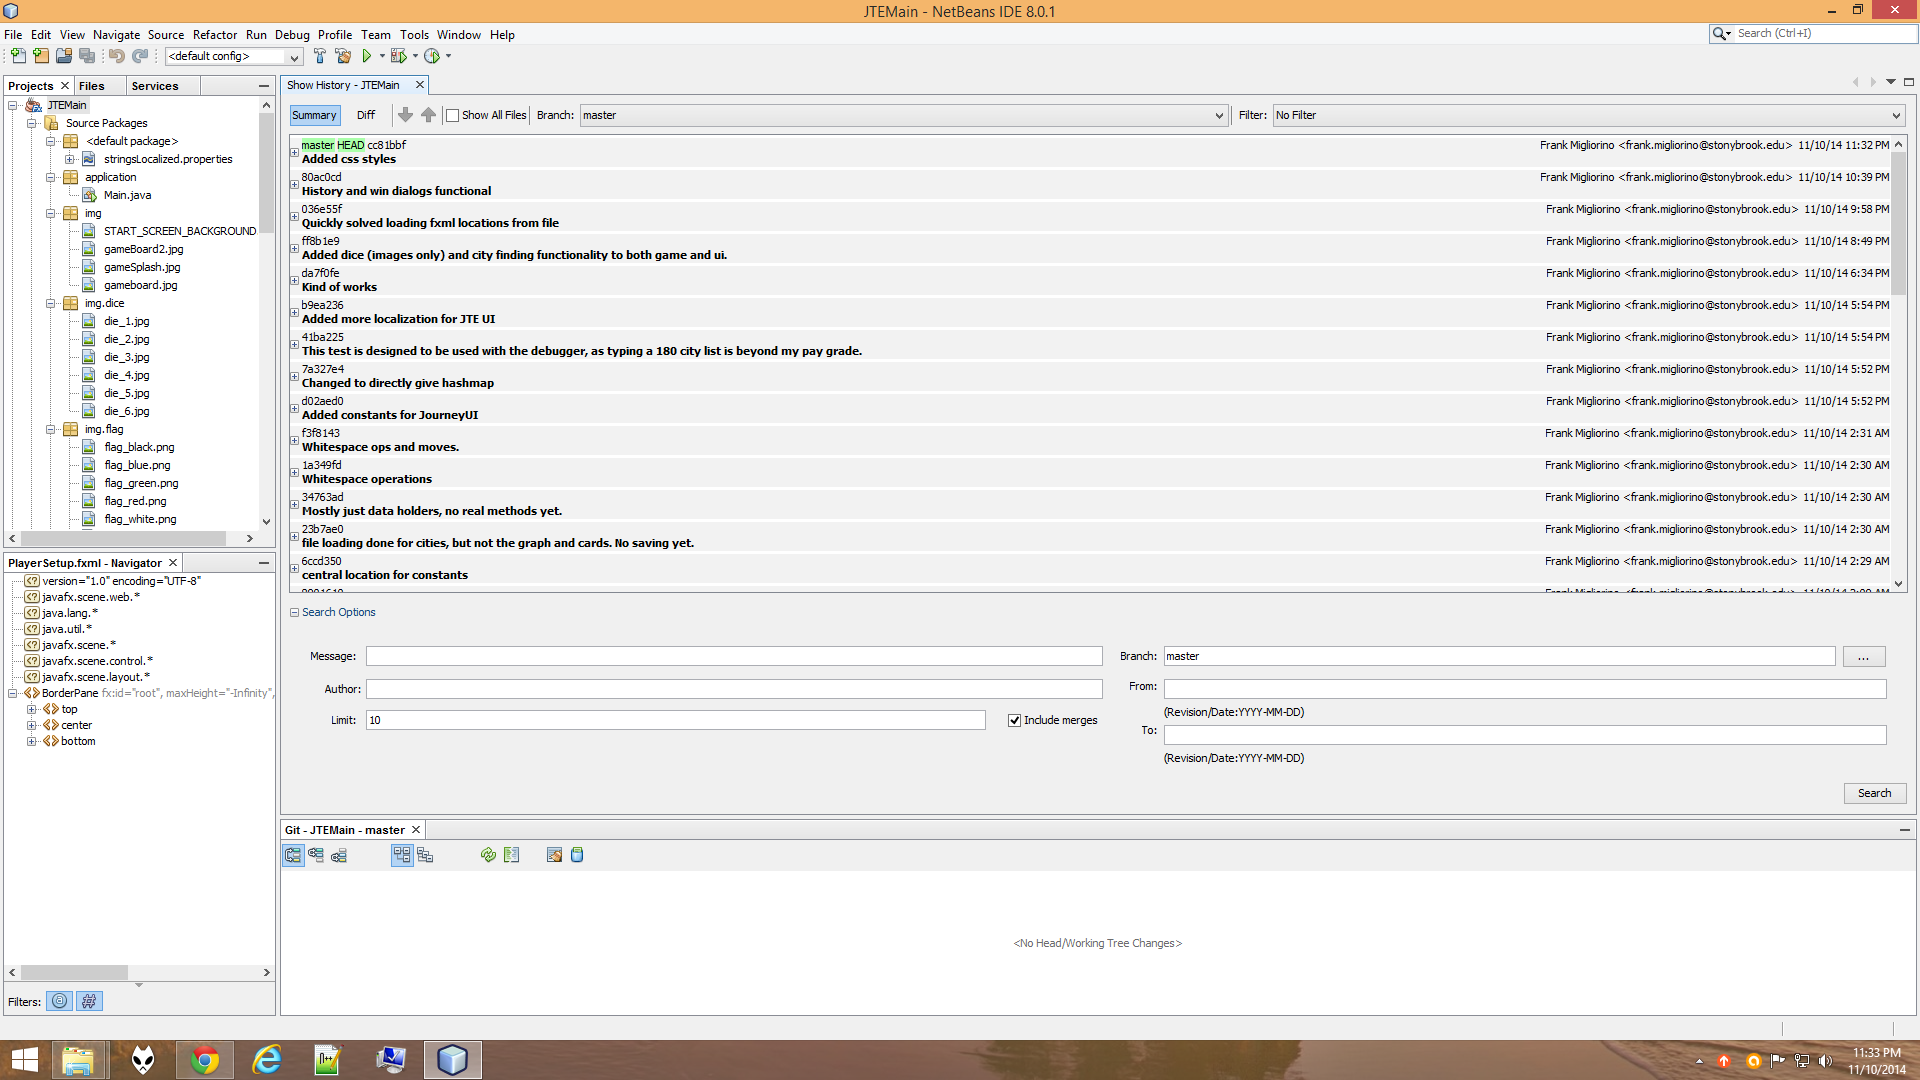 JTEMain - NetBeans IDE 8.0.1
File Edit View Navigate Source Refactor Run Debug Profile Team Tools Window Help
Search (Ctrl+I)
<default config>
Projects Files Services
JTEMain
Source Packages
<default package>
stringsLocalized.properties
application
Main.java
img
START_SCREEN_BACKGROUND
gameBoard2.jpg
gameSplash.jpg
gameboard.jpg
img.dice
die_1.jpg
die_2.jpg
die_3.jpg
die_4.jpg
die_5.jpg
die_6.jpg
img.flag
flag_black.png
flag_blue.png
flag_green.png
flag_red.png
flag_white.png
PlayerSetup.fxml - Navigator
version="1.0" encoding="UTF-8"
javafx.scene.web.*
java.lang.*
java.util.*
javafx.scene.*
javafx.scene.control.*
javafx.scene.layout.*
BorderPane fx:id="root", maxHeight="-Infinity",
top
center
bottom
Filters:
Show History - JTEMain
Summary Diff Show All Files Branch: master Filter: No Filter
master HEAD cc81bbf Frank Migliorino <frank.migliorino@stonybrook.edu> 11/10/14 11:32 PM
Added css styles
80ac0cd Frank Migliorino <frank.migliorino@stonybrook.edu> 11/10/14 10:39 PM
History and win dialogs functional
036e55f Frank Migliorino <frank.migliorino@stonybrook.edu> 11/10/14 9:58 PM
Quickly solved loading fxml locations from file
ff8b1e9 Frank Migliorino <frank.migliorino@stonybrook.edu> 11/10/14 8:49 PM
Added dice (images only) and city finding functionality to both game and ui.
da7f0fe Frank Migliorino <frank.migliorino@stonybrook.edu> 11/10/14 6:34 PM
Kind of works
b9ea236 Frank Migliorino <frank.migliorino@stonybrook.edu> 11/10/14 5:54 PM
Added more localization for JTE UI
41ba225 Frank Migliorino <frank.migliorino@stonybrook.edu> 11/10/14 5:54 PM
This test is designed to be used with the debugger, as typing a 180 city list is beyond my pay grade.
7a327e4 Frank Migliorino <frank.migliorino@stonybrook.edu> 11/10/14 5:52 PM
Changed to directly give hashmap
d02aed0 Frank Migliorino <frank.migliorino@stonybrook.edu> 11/10/14 5:52 PM
Added constants for JourneyUI
f3f8143 Frank Migliorino <frank.migliorino@stonybrook.edu> 11/10/14 2:31 AM
Whitespace ops and moves.
1a349fd Frank Migliorino <frank.migliorino@stonybrook.edu> 11/10/14 2:30 AM
Whitespace operations
34763ad Frank Migliorino <frank.migliorino@stonybrook.edu> 11/10/14 2:30 AM
Mostly just data holders, no real methods yet.
23b7ae0 Frank Migliorino <frank.migliorino@stonybrook.edu> 11/10/14 2:30 AM
file loading done for cities, but not the graph and cards. No saving yet.
6ccd350 Frank Migliorino <frank.migliorino@stonybrook.edu> 11/10/14 2:29 AM
central location for constants
Search Options
Message:
Branch: master ...
Author:
From:
(Revision/Date:YYYY-MM-DD)
Limit: 10 Include merges
To:
(Revision/Date:YYYY-MM-DD)
Search
Git - JTEMain - master
<No Head/Working Tree Changes>
11:33 PM
11/10/2014